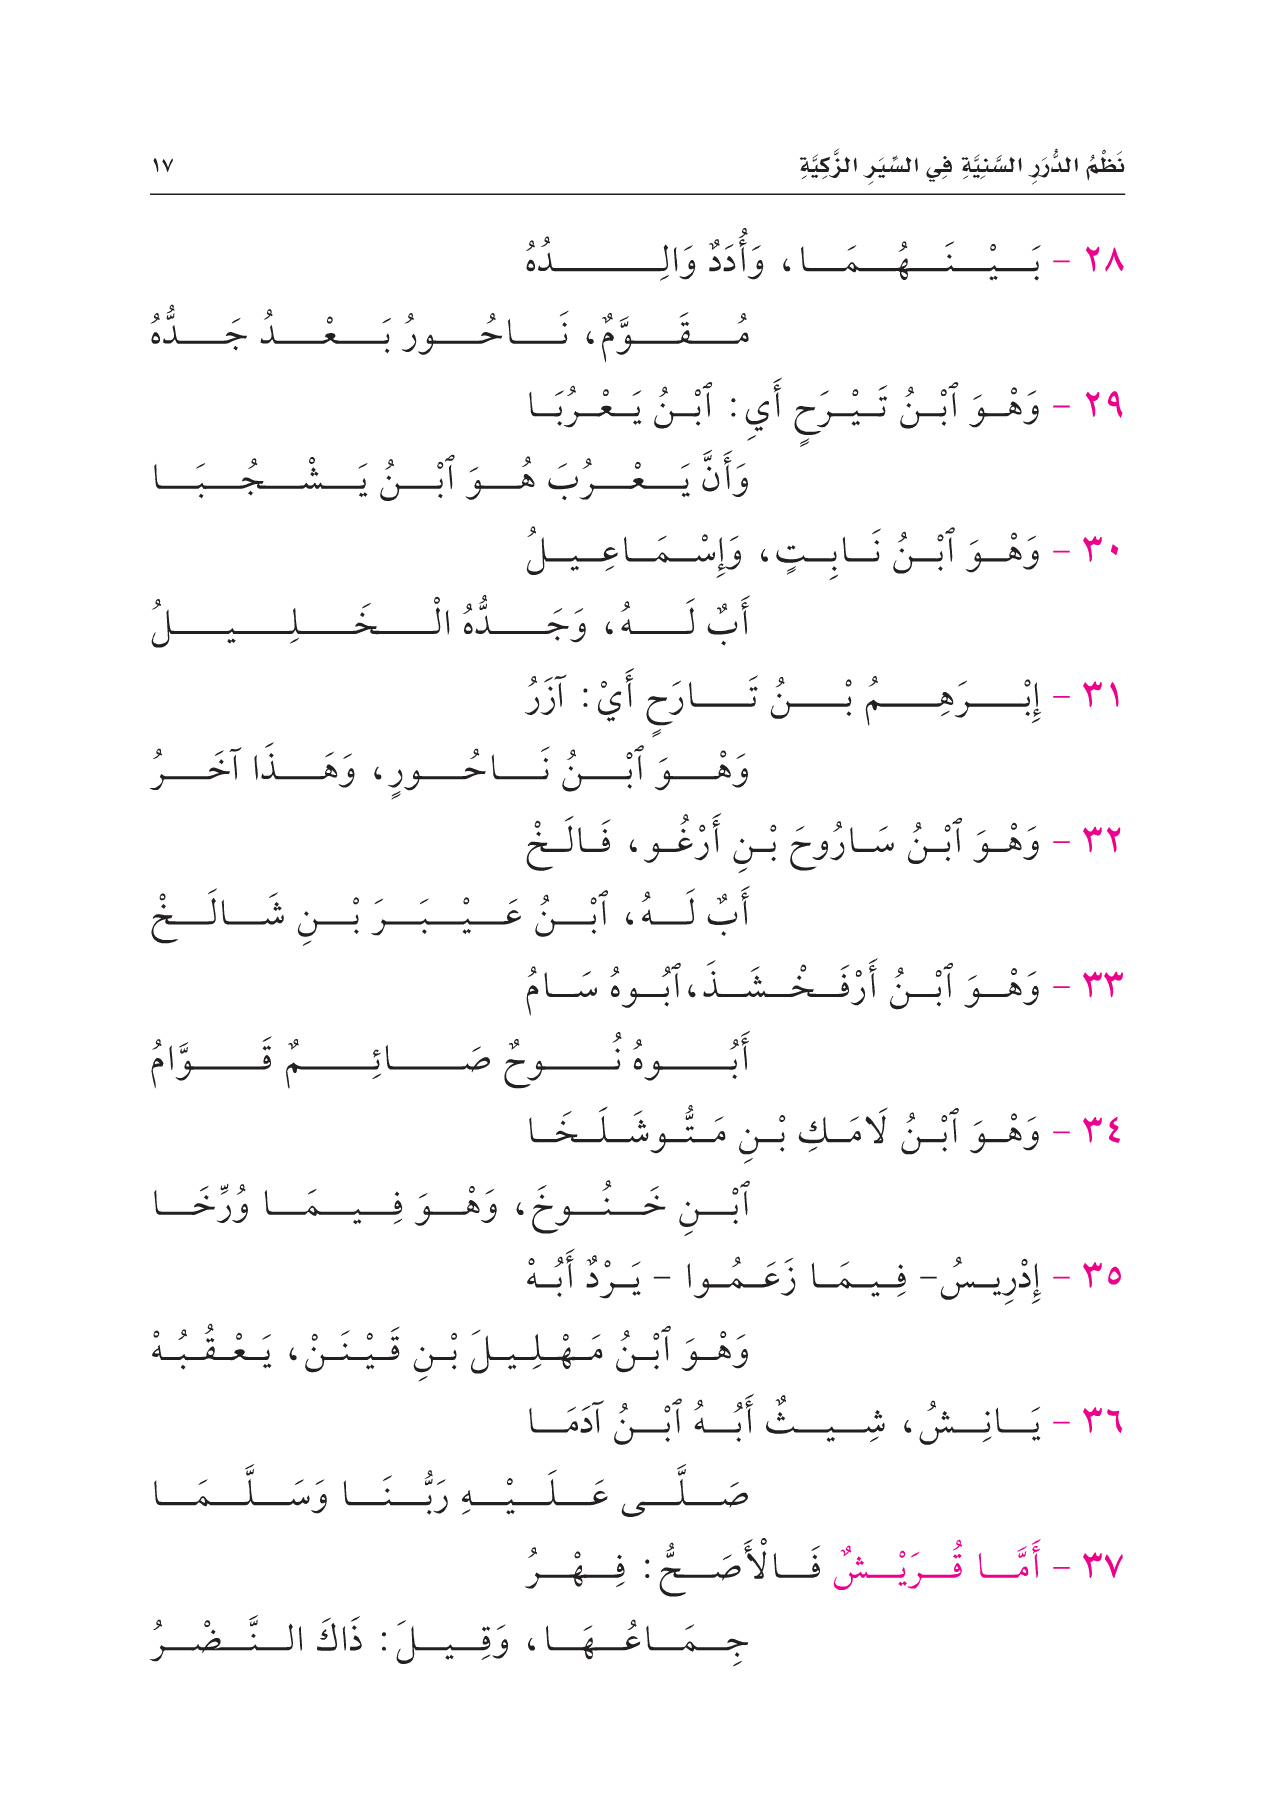 نَظْمُ الدُّرَرِ السَّنِيَّةِ فِي السِّيَرِ الزَّكِيَّةِ ١٧
٢٨ - بَيْنَهُمَا، وَأُدَدٌ وَالِدُهُ
مُقَوَّمٌ، نَاحُورُ بَعْدُ جَدُّهُ
٢٩ - وَهْوَ ٱبْنُ تَيْرَحٍ أَيِ: ٱبْنُ يَعْرُبَا
وَأَنَّ يَعْرُبَ هُوَ ٱبْنُ يَشْجُبَا
٣٠ - وَهْوَ ٱبْنُ نَابِتٍ، وَإِسْمَاعِيلُ
أَبٌ لَهُ، وَجَدُّهُ الْخَلِيلُ
٣١ - إِبْرَهِمُ بْنُ تَارَحٍ أَيْ: آزَرُ
وَهْوَ ٱبْنُ نَاحُورٍ، وَهَذَا آخَرُ
٣٢ - وَهْوَ ٱبْنُ سَارُوحَ بْنِ أَرْغُو، فَالَخْ
أَبٌ لَهُ، ٱبْنُ عَيْبَرَ بْنِ شَالَخْ
٣٣ - وَهْوَ ٱبْنُ أَرْفَخْشَذَ،ٱبُوهُ سَامُ
أَبُوهُ نُوحٌ صَائِمٌ قَوَّامُ
٣٤ - وَهْوَ ٱبْنُ لَامَكِ بْنِ مَتُّوشَلَخَا
ٱبْنِ خَنُوخَ، وَهْوَ فِيمَا وُرِّخَا
٣٥ - إِدْرِيسُ- فِيمَا زَعَمُوا - يَرْدٌ أَبُهْ
وَهْوَ ٱبْنُ مَهْلِيلَ بْنِ قَيْنَنْ، يَعْقُبُهْ
٣٦ - يَانِشُ، شِيثٌ أَبُهُ ٱبْنُ آدَمَا
صَلَّى عَلَيْهِ رَبُّنَا وَسَلَّمَا
٣٧ - أَمَّا قُرَيْشٌ فَالْأَصَحُّ: فِهْرُ
جِمَاعُهَا، وَقِيلَ: ذَاكَ النَّضْرُ